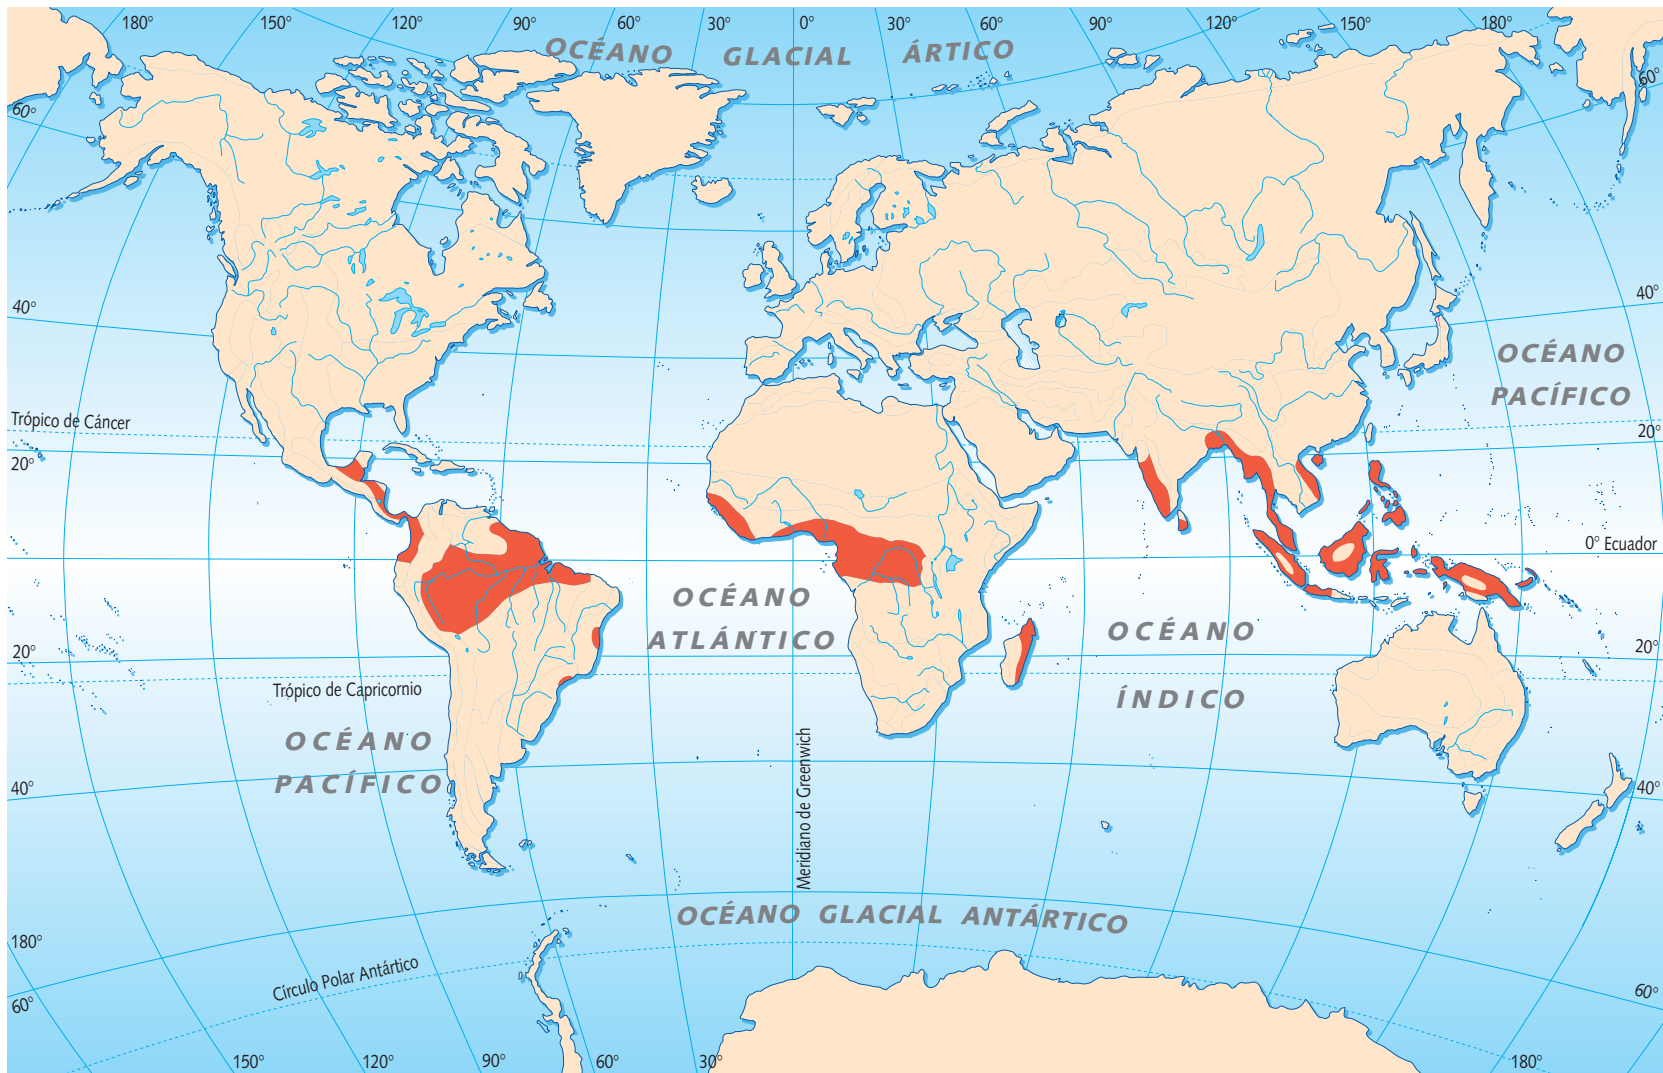 180° 150° 120° 90° 60° 30° 0° 30° 60° 90° 120° 150° 180°
OCÉANO GLACIAL ÁRTICO
60° 60°
40° 40°
OCÉANO
PACÍFICO
Trópico de Cáncer
20° 20°
0° Ecuador
OCÉANO
ATLÁNTICO
OCÉANO
ÍNDICO
20° 20°
Trópico de Capricornio
OCÉANO
PACÍFICO
Meridiano de Greenwich
40° 40°
OCÉANO GLACIAL ANTÁRTICO
180°
Círculo Polar Antártico
60° 60°
150° 120° 90° 60° 30° 180°